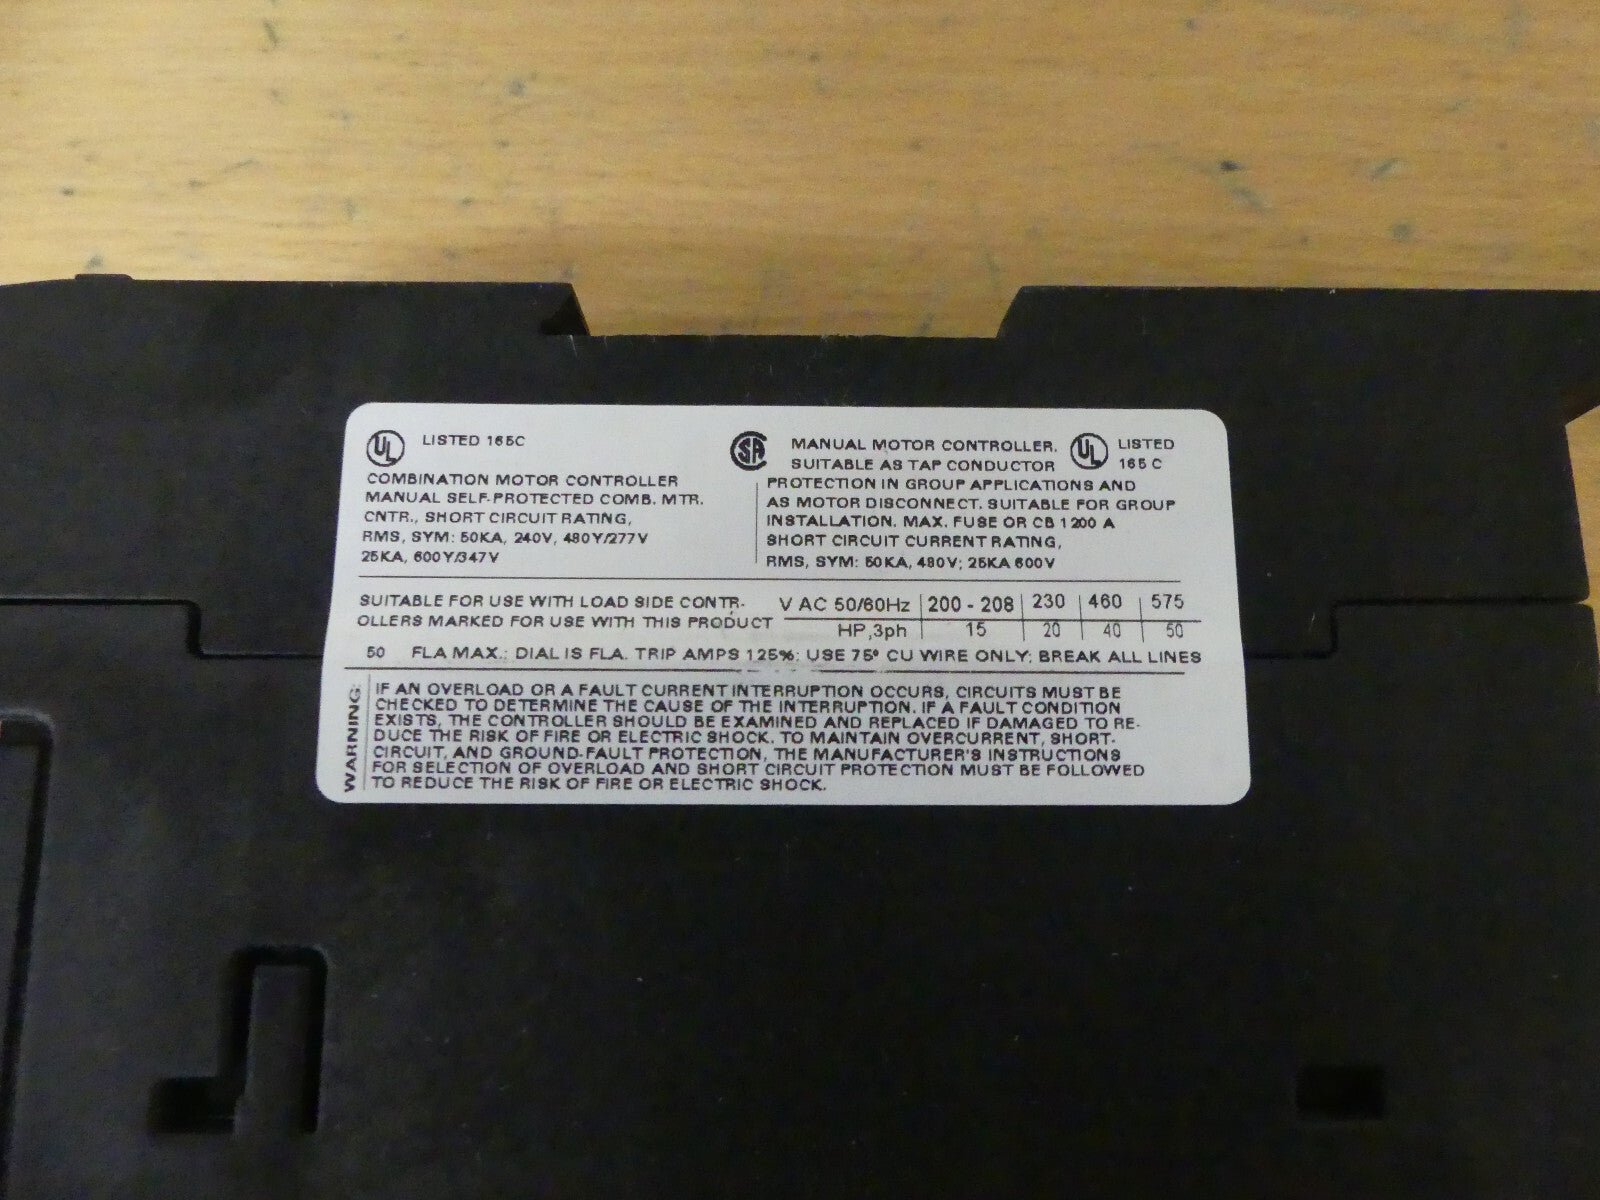 UL LISTED 165C
COMBINATION MOTOR CONTROLLER
MANUAL SELF-PROTECTED COMB. MTR.
CNTR., SHORT CIRCUIT RATING,
RMS, SYM: 50KA, 240V, 480Y/277V
25KA, 600Y/347V
SA MANUAL MOTOR CONTROLLER. UL LISTED
SUITABLE AS TAP CONDUCTOR 165 C
PROTECTION IN GROUP APPLICATIONS AND
AS MOTOR DISCONNECT. SUITABLE FOR GROUP
INSTALLATION. MAX. FUSE OR CB 1200 A
SHORT CIRCUIT CURRENT RATING,
RMS, SYM: 50KA, 480V; 25KA 600V
SUITABLE FOR USE WITH LOAD SIDE CONTR-
OLLERS MARKED FOR USE WITH THIS PRODUCT
V AC 50/60Hz 200 - 208 230 460 575
HP,3ph 15 20 40 50
50 FLA MAX.; DIAL IS FLA. TRIP AMPS 125%; USE 75° CU WIRE ONLY; BREAK ALL LINES
WARNING:
IF AN OVERLOAD OR A FAULT CURRENT INTERRUPTION OCCURS, CIRCUITS MUST BE
CHECKED TO DETERMINE THE CAUSE OF THE INTERRUPTION. IF A FAULT CONDITION
EXISTS, THE CONTROLLER SHOULD BE EXAMINED AND REPLACED IF DAMAGED TO RE-
DUCE THE RISK OF FIRE OR ELECTRIC SHOCK. TO MAINTAIN OVERCURRENT, SHORT-
CIRCUIT, AND GROUND-FAULT PROTECTION, THE MANUFACTURER'S INSTRUCTIONS
FOR SELECTION OF OVERLOAD AND SHORT CIRCUIT PROTECTION MUST BE FOLLOWED
TO REDUCE THE RISK OF FIRE OR ELECTRIC SHOCK.